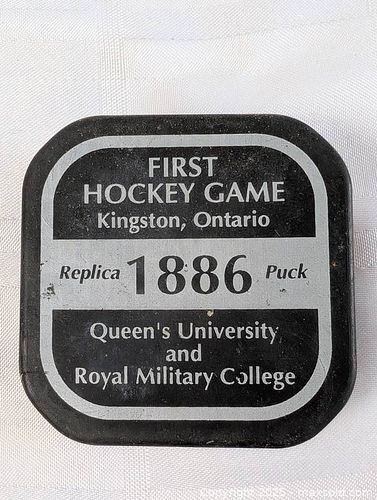 FIRST
HOCKEY GAME
Kingston, Ontario
Replica 1886 Puck
Queen's University
and
Royal Military College